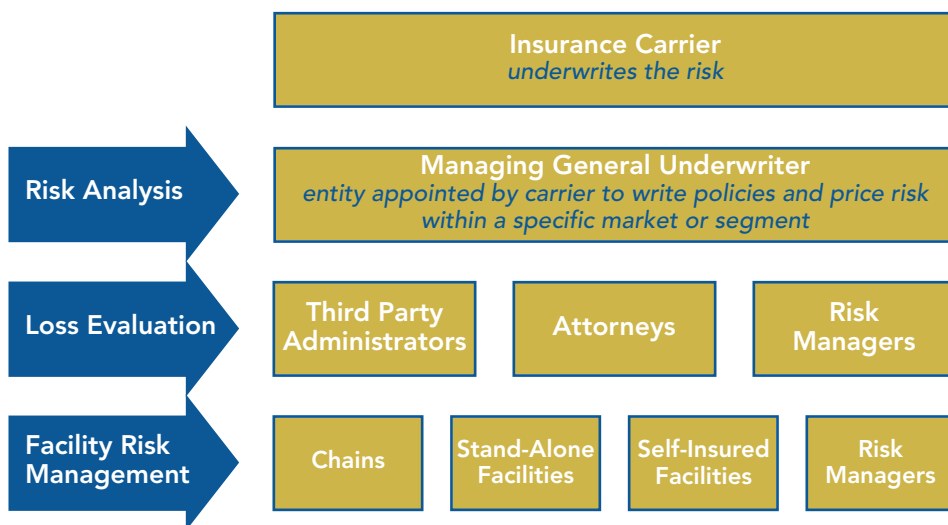 Insurance Carrier
underwrites the risk
Risk Analysis
Managing General Underwriter
entity appointed by carrier to write policies and price risk
within a specific market or segment
Loss Evaluation
Third Party
Administrators
Attorneys
Risk
Managers
Facility Risk
Management
Chains
Stand-Alone
Facilities
Self-Insured
Facilities
Risk
Managers